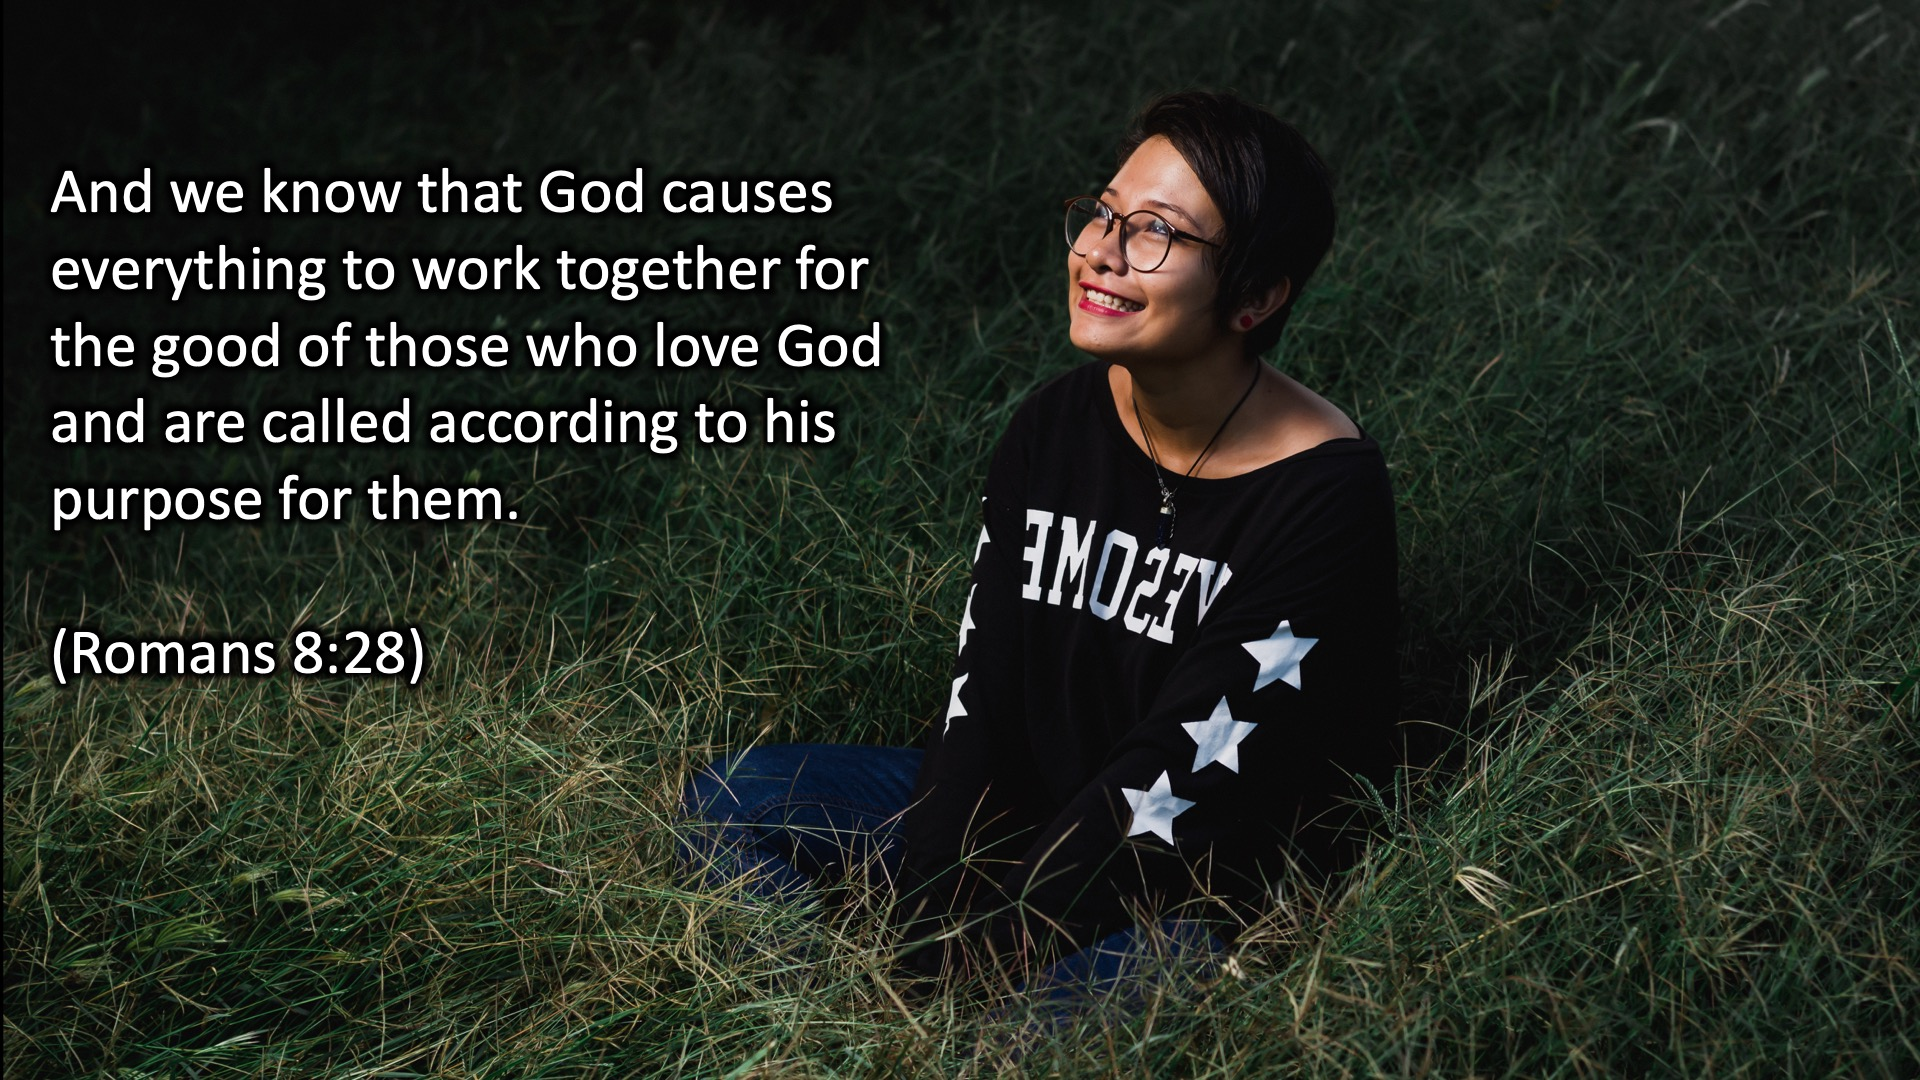 And we know that God causes
everything to work together for
the good of those who love God
and are called according to his
purpose for them.
(Romans 8:28)
AWESOME